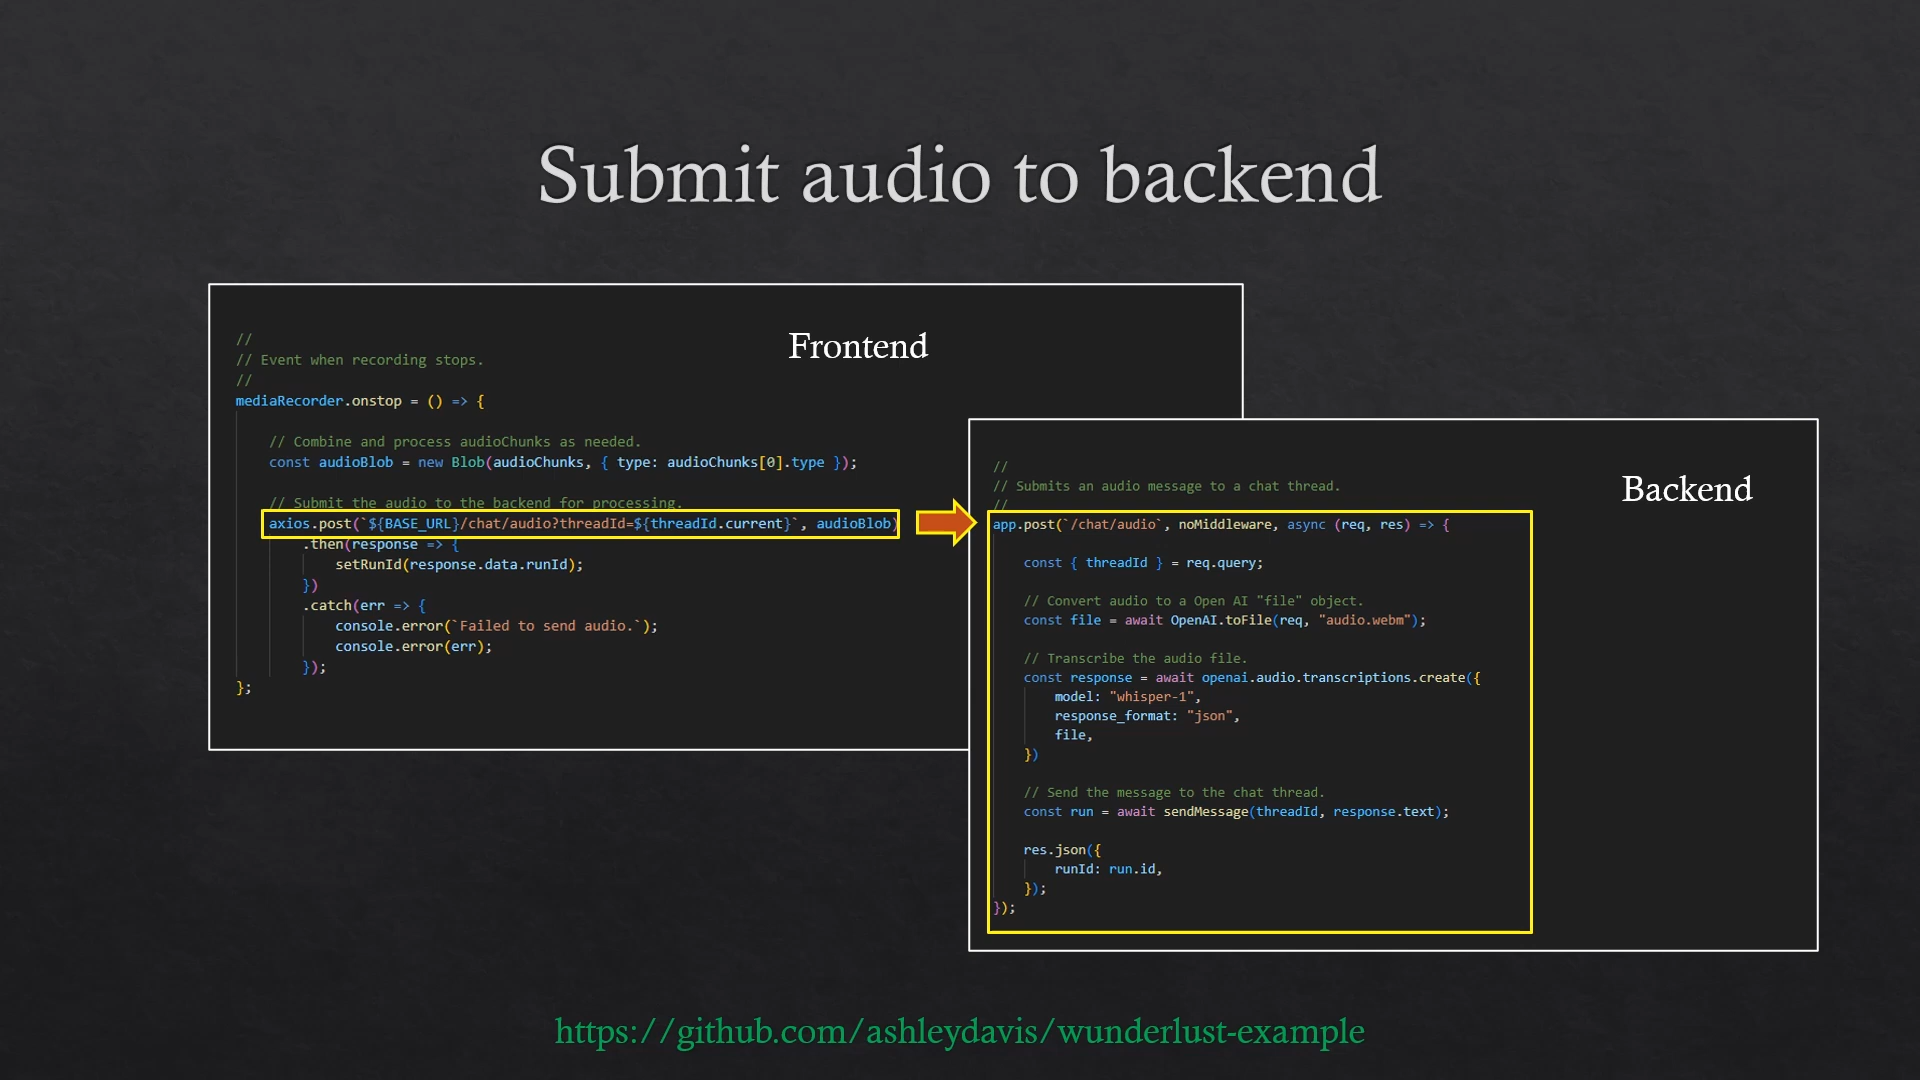 Submit audio to backend
Frontend
//
// Event when recording stops.
//
mediaRecorder.onstop = () => {
// Combine and process audioChunks as needed.
const audioBlob = new Blob(audioChunks, { type: audioChunks[0].type });
// Submit the audio to the backend for processing.
axios.post(`${BASE_URL}/chat/audio?threadId=${threadId.current}`, audioBlob)
.then(response => {
setRunId(response.data.runId);
})
.catch(err => {
console.error(`Failed to send audio.`);
console.error(err);
});
};
Backend
//
// Submits an audio message to a chat thread.
//
app.post(`/chat/audio`, noMiddleware, async (req, res) => {
const { threadId } = req.query;
// Convert audio to a Open AI "file" object.
const file = await OpenAI.toFile(req, "audio.webm");
// Transcribe the audio file.
const response = await openai.audio.transcriptions.create({
model: "whisper-1",
response_format: "json",
file,
})
// Send the message to the chat thread.
const run = await sendMessage(threadId, response.text);
res.json({
runId: run.id,
});
});
https://github.com/ashleydavis/wunderlust-example